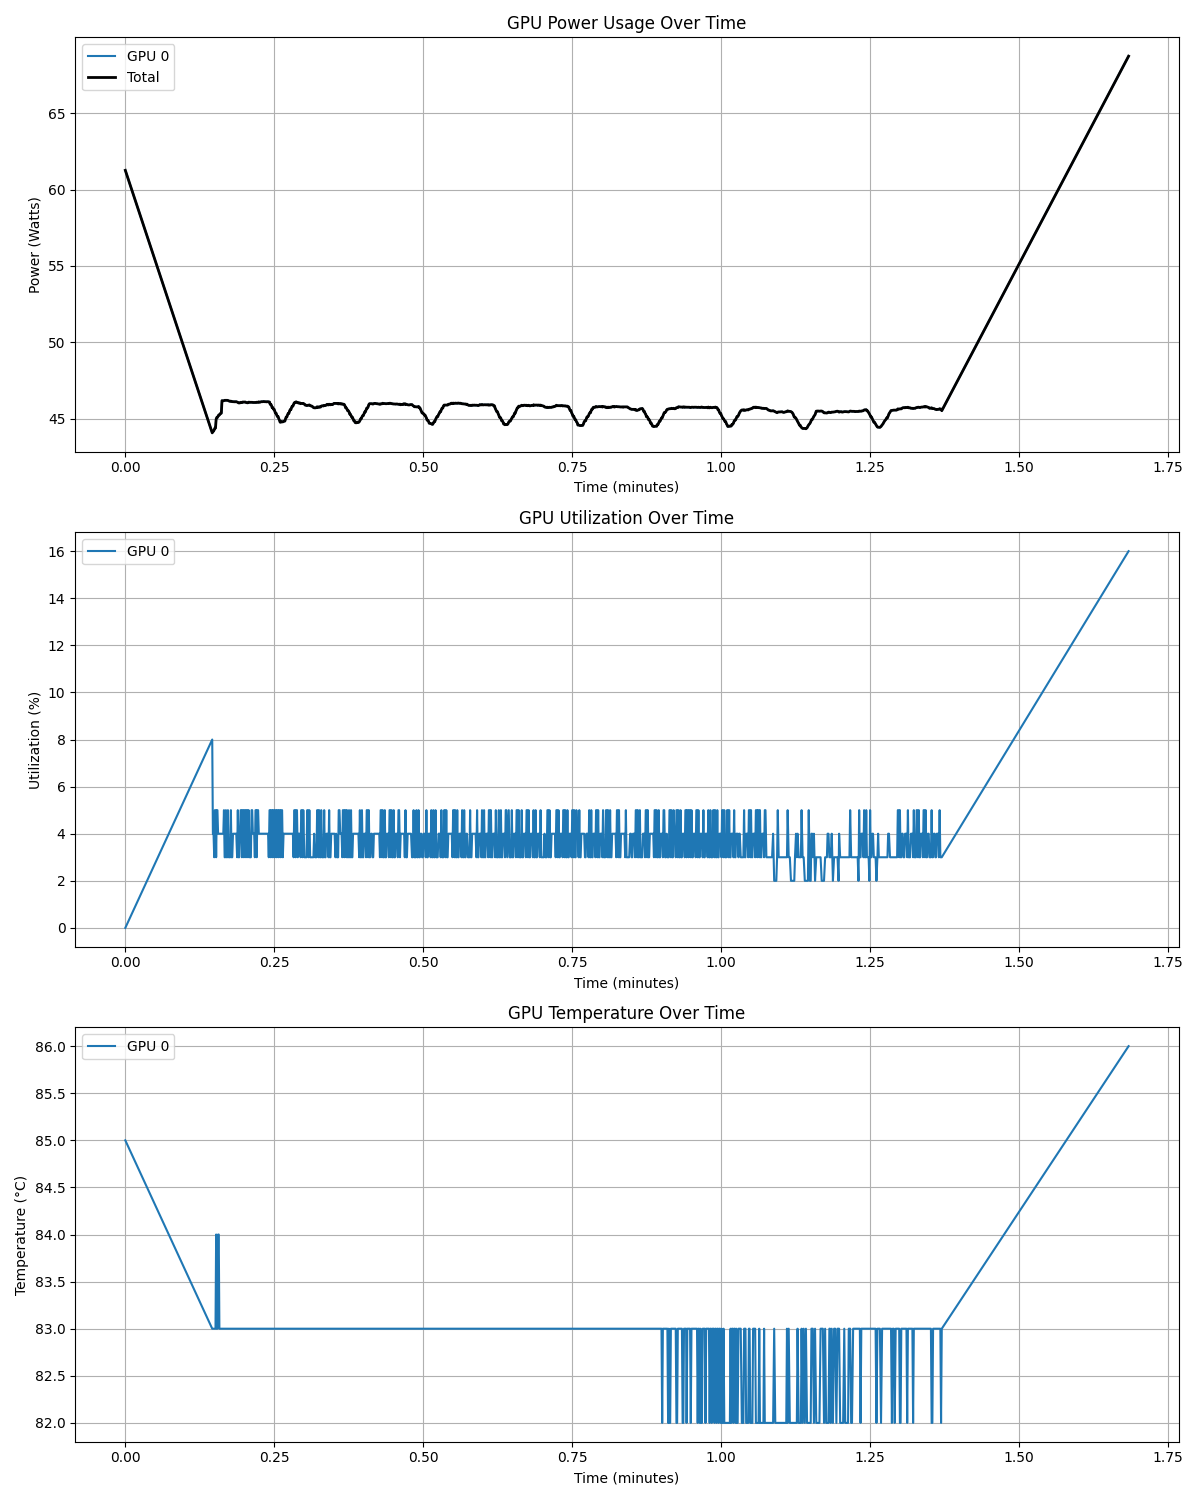 GPU Power Usage Over Time
GPU 0
Total
65
60
55
50
45
Power (Watts)
0.00 0.25 0.50 0.75 1.00 1.25 1.50 1.75
Time (minutes)
GPU Utilization Over Time
GPU 0
16
14
12
10
8
6
4
2
0
Utilization (%)
0.00 0.25 0.50 0.75 1.00 1.25 1.50 1.75
Time (minutes)
GPU Temperature Over Time
GPU 0
86.0
85.5
85.0
84.5
84.0
83.5
83.0
82.5
82.0
Temperature (°C)
0.00 0.25 0.50 0.75 1.00 1.25 1.50 1.75
Time (minutes)